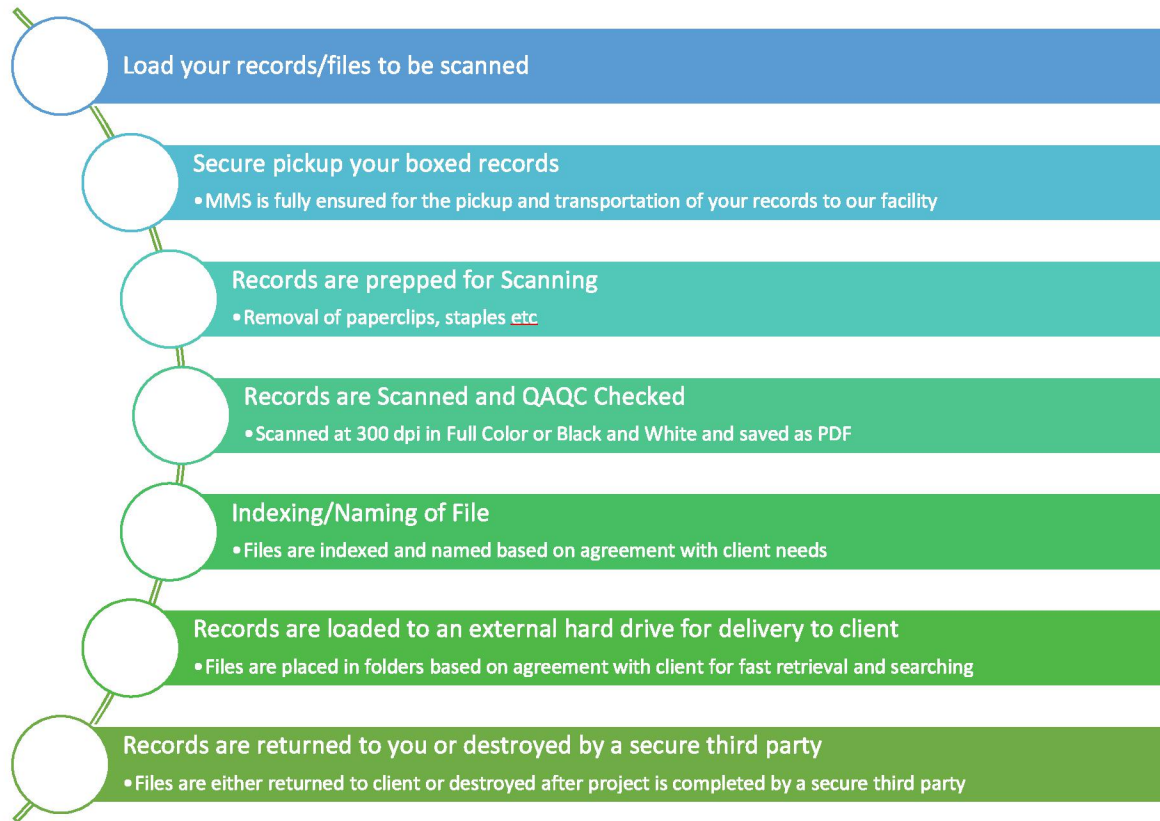 Load your records/files to be scanned
Secure pickup your boxed records
•MMS is fully ensured for the pickup and transportation of your records to our facility
Records are prepped for Scanning
•Removal of paperclips, staples etc
Records are Scanned and QAQC Checked
•Scanned at 300 dpi in Full Color or Black and White and saved as PDF
Indexing/Naming of File
•Files are indexed and named based on agreement with client needs
Records are loaded to an external hard drive for delivery to client
•Files are placed in folders based on agreement with client for fast retrieval and searching
Records are returned to you or destroyed by a secure third party
•Files are either returned to client or destroyed after project is completed by a secure third party